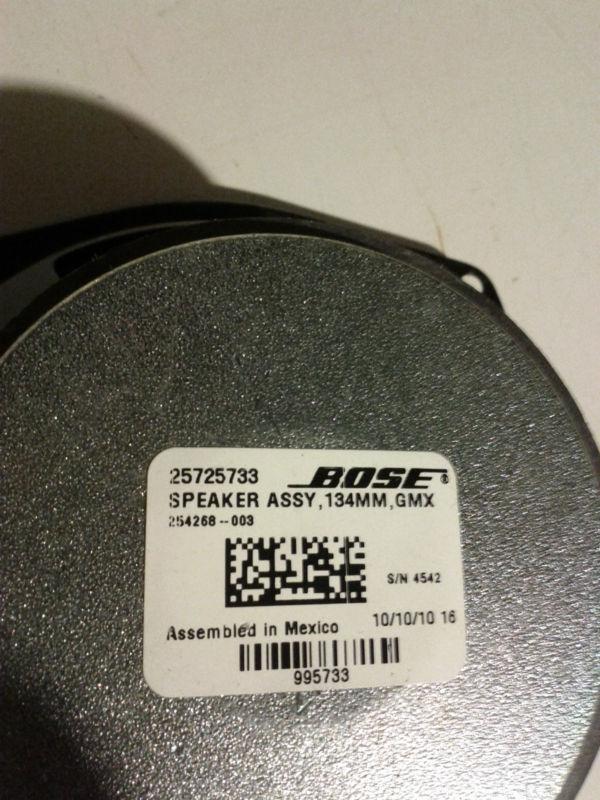 25725733 BOSE®
SPEAKER ASSY,134MM,GMX
254268--003
S/N 4542
Assembled in Mexico 10/10/10 16
995733